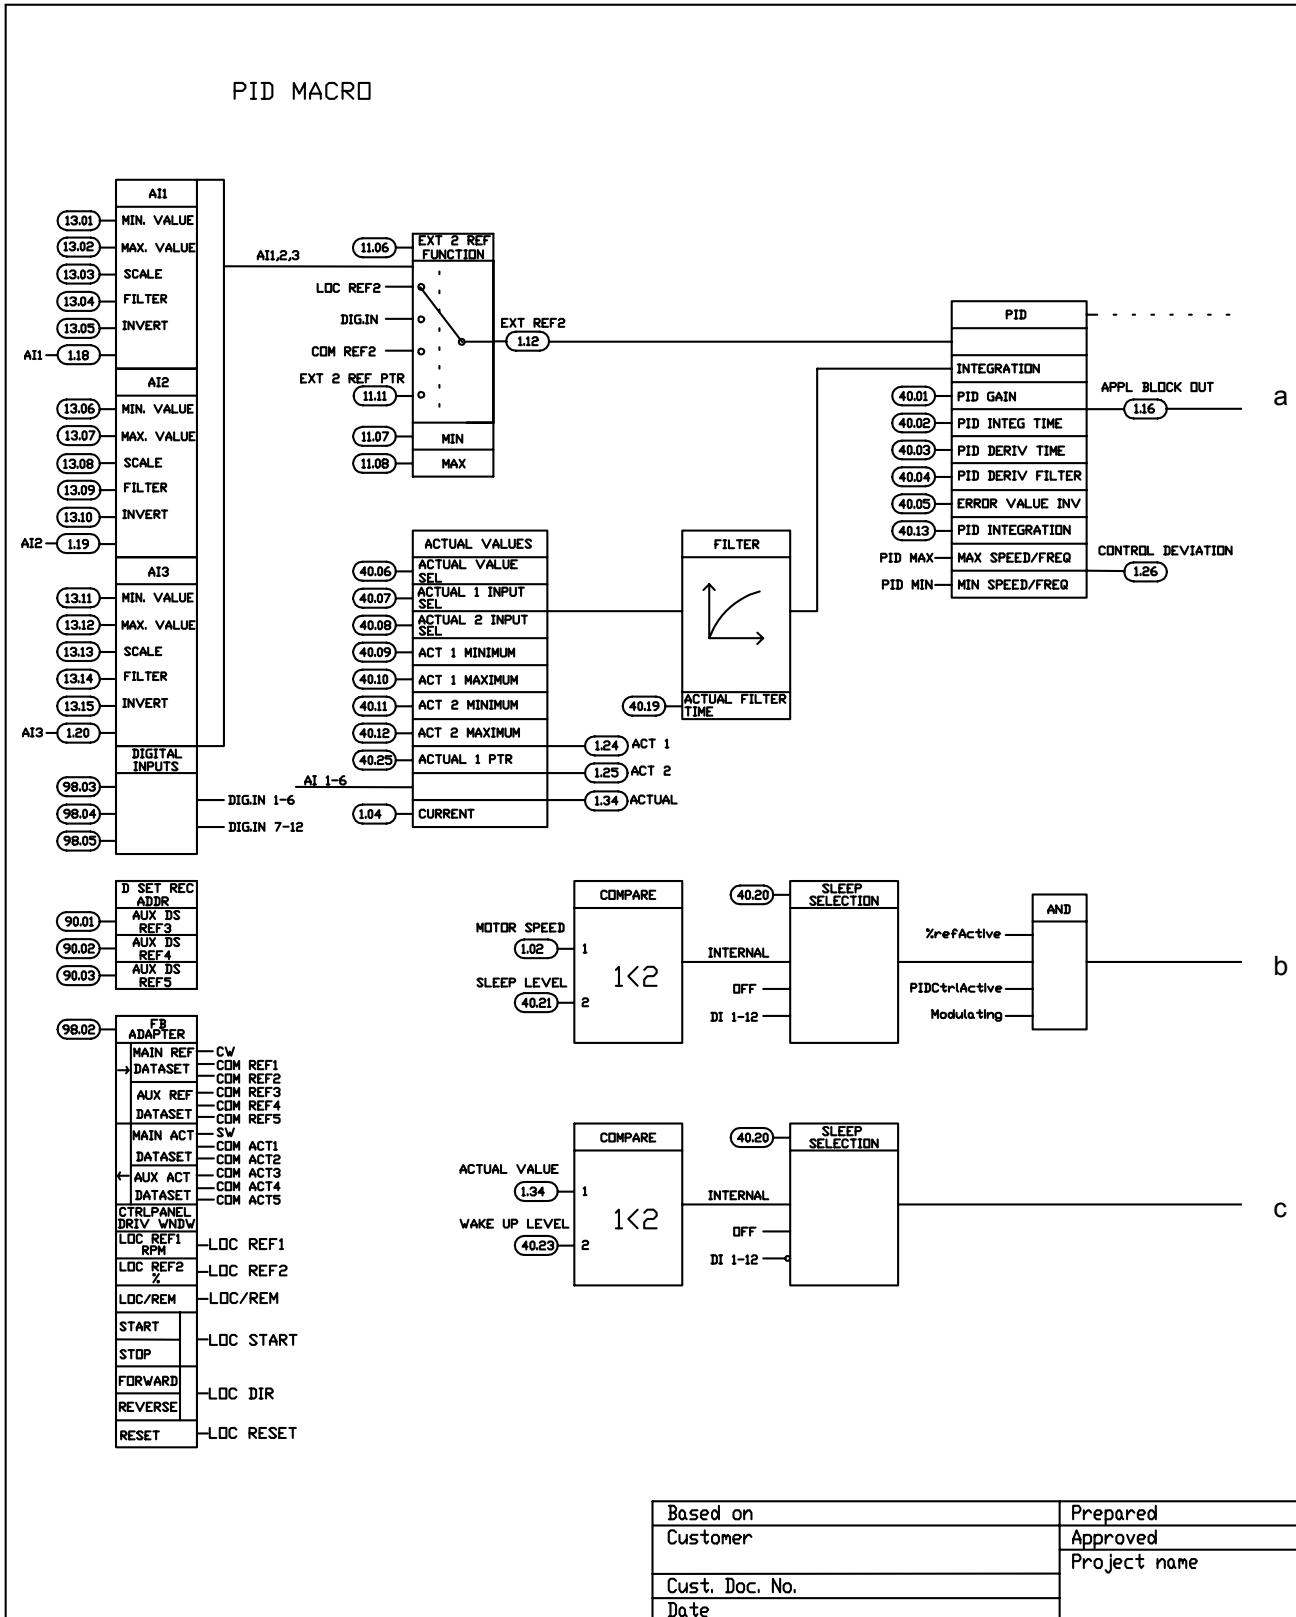 PID MACRO
AI1
13.01 MIN. VALUE
13.02 MAX. VALUE
13.03 SCALE
13.04 FILTER
13.05 INVERT
AI1 1.18
AI2
13.06 MIN. VALUE
13.07 MAX. VALUE
13.08 SCALE
13.09 FILTER
13.10 INVERT
AI2 1.19
AI3
13.11 MIN. VALUE
13.12 MAX. VALUE
13.13 SCALE
13.14 FILTER
13.15 INVERT
AI3 1.20
DIGITAL
INPUTS
98.03
98.04
98.05
DIG.IN 1-6
DIG.IN 7-12
AI1,2,3
11.06 EXT 2 REF
FUNCTION
LOC REF2
DIG.IN
COM REF2
EXT 2 REF PTR
11.11
11.07 MIN
11.08 MAX
EXT REF2
1.12
ACTUAL VALUES
40.06 ACTUAL VALUE
SEL
40.07 ACTUAL 1 INPUT
SEL
40.08 ACTUAL 2 INPUT
SEL
40.09 ACT 1 MINIMUM
40.10 ACT 1 MAXIMUM
40.11 ACT 2 MINIMUM
40.12 ACT 2 MAXIMUM
40.25 ACTUAL 1 PTR
AI 1-6
1.04 CURRENT
1.24 ACT 1
1.25 ACT 2
1.34 ACTUAL
FILTER
40.19 ACTUAL FILTER
TIME
PID
INTEGRATION
40.01 PID GAIN
40.02 PID INTEG TIME
40.03 PID DERIV TIME
40.04 PID DERIV FILTER
40.05 ERROR VALUE INV
40.13 PID INTEGRATION
PID MAX MAX SPEED/FREQ
PID MIN MIN SPEED/FREQ
APPL BLOCK OUT
1.16
a
CONTROL DEVIATION
1.26
D SET REC
ADDR
90.01 AUX DS
REF3
90.02 AUX DS
REF4
90.03 AUX DS
REF5
COMPARE
MOTOR SPEED
1.02 1
1<2
SLEEP LEVEL
40.21 2
40.20 SLEEP
SELECTION
INTERNAL
OFF
DI 1-12
AND
%refActive
PIDCtrlActive
Modulating
b
98.02 FB
ADAPTER
MAIN REF CW
DATASET COM REF1
COM REF2
AUX REF COM REF3
COM REF4
DATASET COM REF5
MAIN ACT SW
COM ACT1
DATASET COM ACT2
AUX ACT COM ACT3
COM ACT4
DATASET COM ACT5
CTRLPANEL
DRIV WNDW
LOC REF1
RPM LOC REF1
LOC REF2
% LOC REF2
LOC/REM LOC/REM
START
LOC START
STOP
FORWARD
LOC DIR
REVERSE
RESET LOC RESET
COMPARE
ACTUAL VALUE
1.34 1
1<2
WAKE UP LEVEL
40.23 2
40.20 SLEEP
SELECTION
INTERNAL
OFF
DI 1-12
c
Based on Prepared
Customer Approved
Project name
Cust. Doc. No.
Date